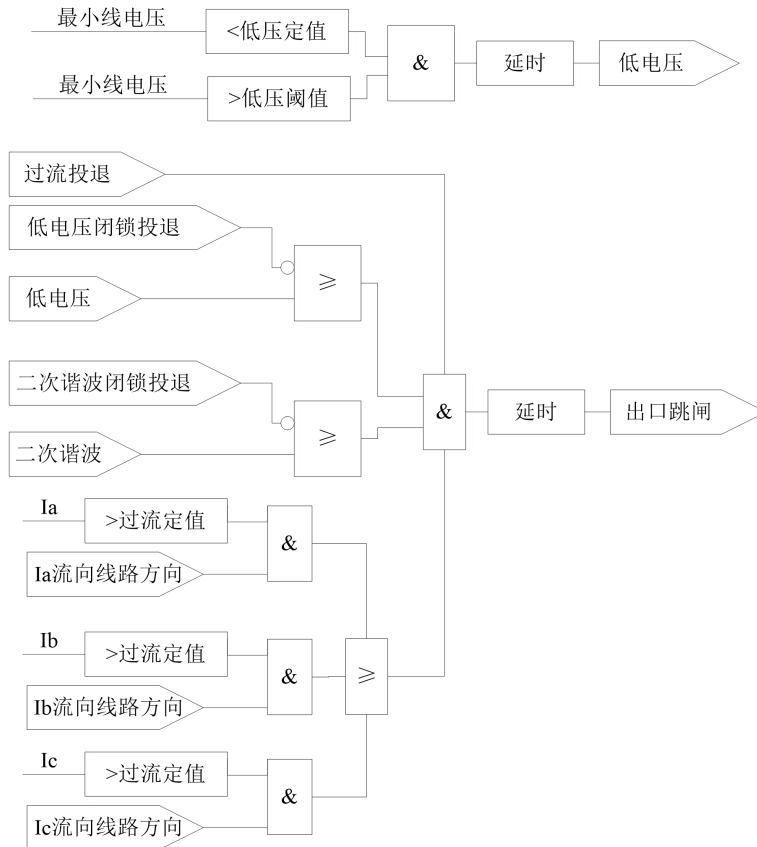 最小线电压
<低压定值
&
延时
低电压
最小线电压
>低压阈值
过流投退
低电压闭锁投退
≥
低电压
二次谐波闭锁投退
≥
二次谐波
&
延时
出口跳闸
Ia
>过流定值
&
Ia流向线路方向
Ib
>过流定值
&
≥
Ib流向线路方向
Ic
>过流定值
&
Ic流向线路方向